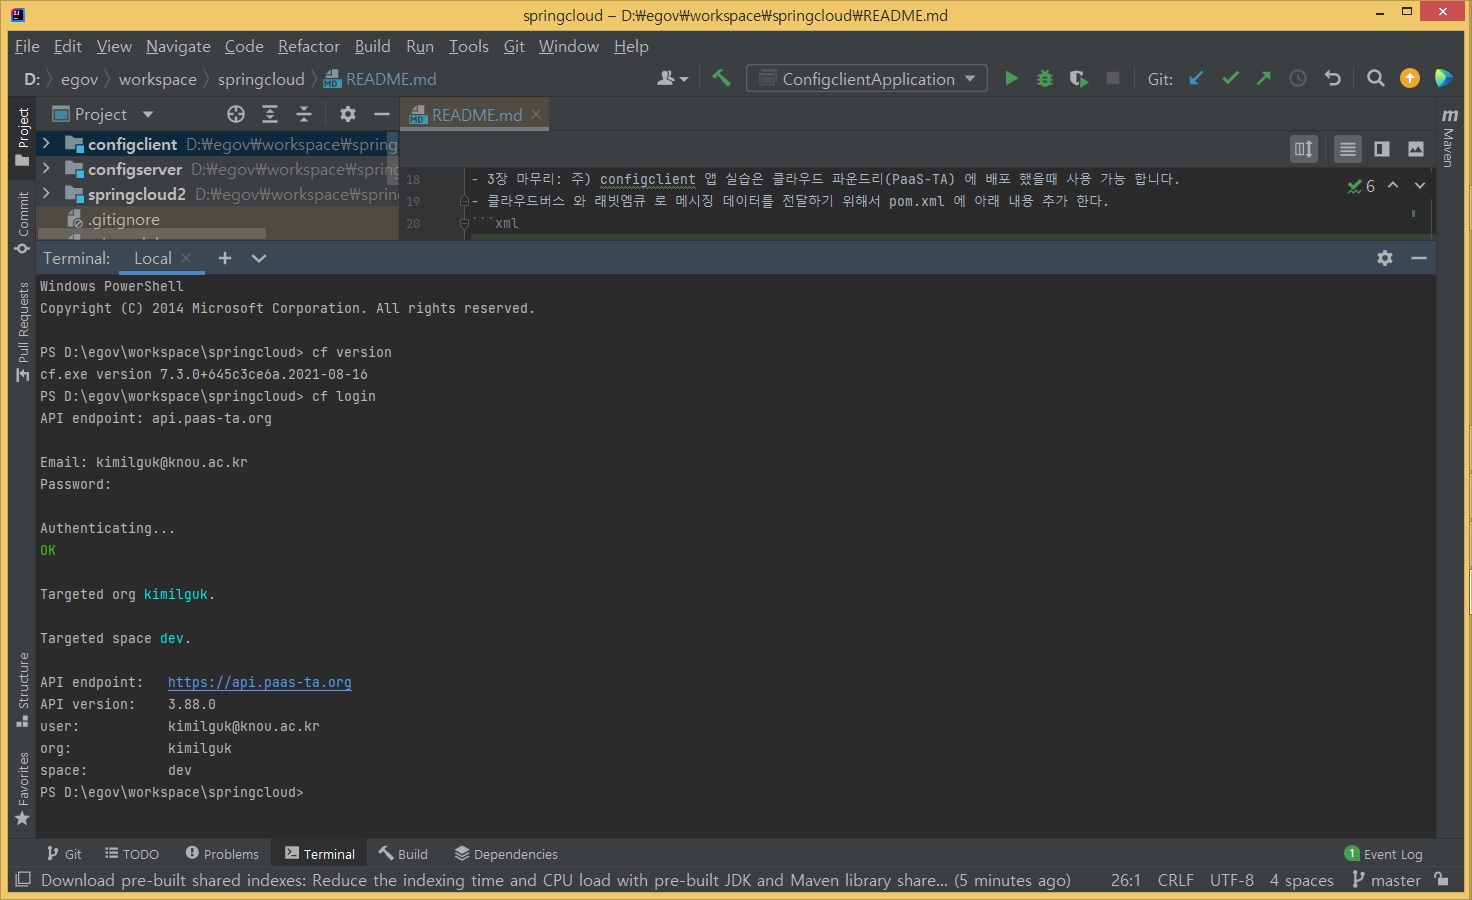 springcloud – D:₩egov₩workspace₩springcloud₩README.md
File Edit View Navigate Code Refactor Build Run Tools Git Window Help
D: egov workspace springcloud README.md ConfigclientApplication Git:
Project README.md
configclient D:₩egov₩workspace₩spring
configserver D:₩egov₩workspace₩spring
springcloud2 D:₩egov₩workspace₩sprin
.gitignore
18 - 3장 마무리: 주) configclient 앱 실습은 클라우드 파운드리(PaaS-TA) 에 배포 했을때 사용 가능 합니다.
19 - 클라우드버스 와 래빗엠큐 로 메시징 데이터를 전달하기 위해서 pom.xml 에 아래 내용 추가 한다.
20 ```xml
6
Project
Commit
Pull Requests
Structure
Favorites
m
Maven
Terminal: Local
Windows PowerShell
Copyright (C) 2014 Microsoft Corporation. All rights reserved.
PS D:\egov\workspace\springcloud> cf version
cf.exe version 7.3.0+645c3ce6a.2021-08-16
PS D:\egov\workspace\springcloud> cf login
API endpoint: api.paas-ta.org
Email: kimilguk@knou.ac.kr
Password:
Authenticating...
OK
Targeted org kimilguk.
Targeted space dev.
API endpoint: https://api.paas-ta.org
API version: 3.88.0
user: kimilguk@knou.ac.kr
org: kimilguk
space: dev
PS D:\egov\workspace\springcloud>
Git TODO Problems Terminal Build Dependencies 1 Event Log
Download pre-built shared indexes: Reduce the indexing time and CPU load with pre-built JDK and Maven library share... (5 minutes ago) 26:1 CRLF UTF-8 4 spaces master